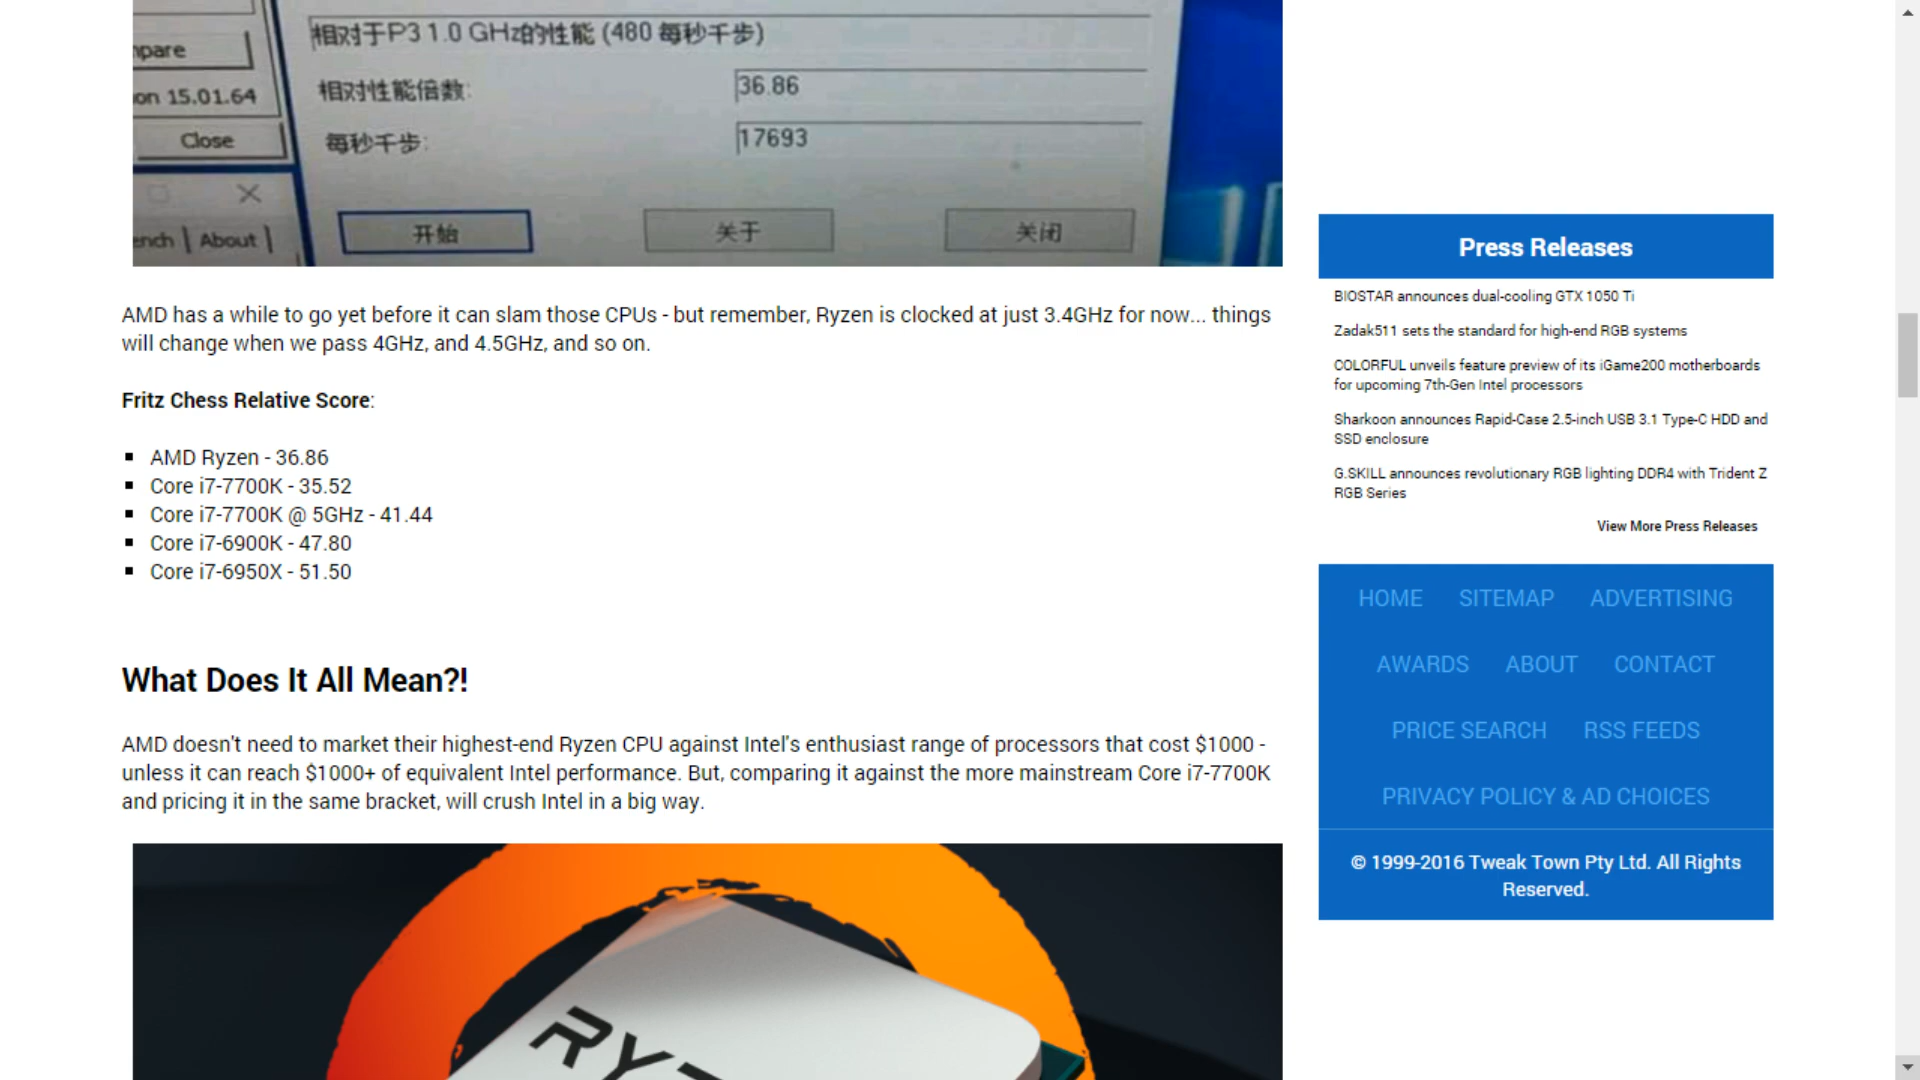 相对于P3 1.0 GHz的性能 (480 每秒千步)
mpare
相对性能倍数:
36.86
on 15.01.64
Close
每秒千步:
17693
ench
About
开始
关于
关闭
AMD has a while to go yet before it can slam those CPUs - but remember, Ryzen is clocked at just 3.4GHz for now... things
will change when we pass 4GHz, and 4.5GHz, and so on.
Fritz Chess Relative Score:
AMD Ryzen - 36.86
Core i7-7700K - 35.52
Core i7-7700K @ 5GHz - 41.44
Core i7-6900K - 47.80
Core i7-6950X - 51.50
What Does It All Mean?!
AMD doesn't need to market their highest-end Ryzen CPU against Intel's enthusiast range of processors that cost $1000 -
unless it can reach $1000+ of equivalent Intel performance. But, comparing it against the more mainstream Core i7-7700K
and pricing it in the same bracket, will crush Intel in a big way.
RYZ
Press Releases
BIOSTAR announces dual-cooling GTX 1050 Ti
Zadak511 sets the standard for high-end RGB systems
COLORFUL unveils feature preview of its iGame200 motherboards
for upcoming 7th-Gen Intel processors
Sharkoon announces Rapid-Case 2.5-inch USB 3.1 Type-C HDD and
SSD enclosure
G.SKILL announces revolutionary RGB lighting DDR4 with Trident Z
RGB Series
View More Press Releases
HOME SITEMAP ADVERTISING
AWARDS ABOUT CONTACT
PRICE SEARCH RSS FEEDS
PRIVACY POLICY & AD CHOICES
© 1999-2016 Tweak Town Pty Ltd. All Rights
Reserved.